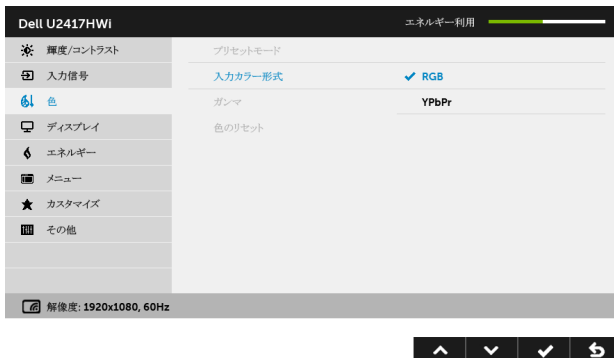 Dell U2417HWi
エネルギー利用
輝度/コントラスト
プリセットモード
入力信号
入力カラー形式
RGB
色
ガンマ
YPbPr
ディスプレイ
色のリセット
エネルギー
メニュー
カスタマイズ
その他
解像度: 1920x1080, 60Hz